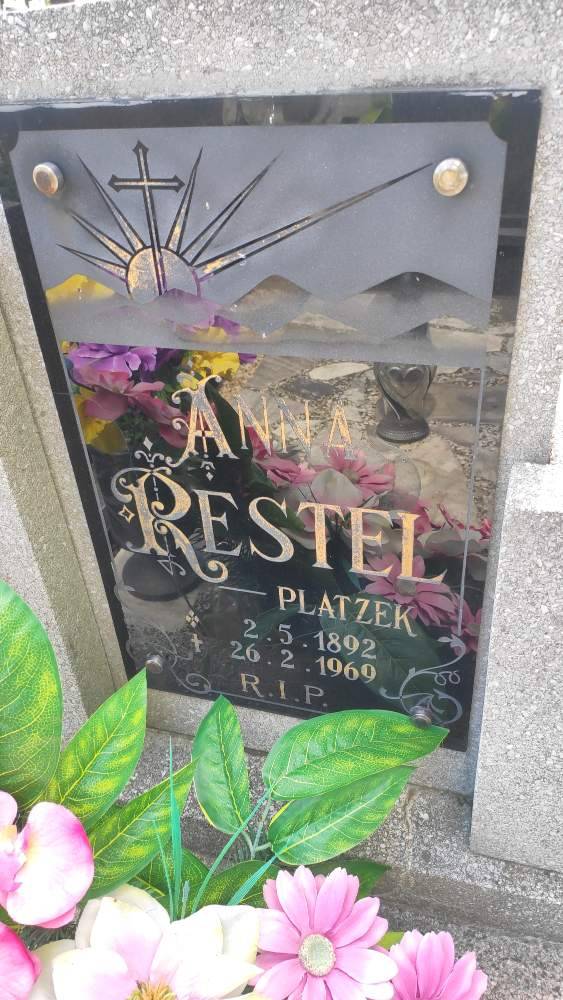 ANNA
RESTEL
— PLATZEK
2.5.1892
✝ 26.2.1969
R.I.P.